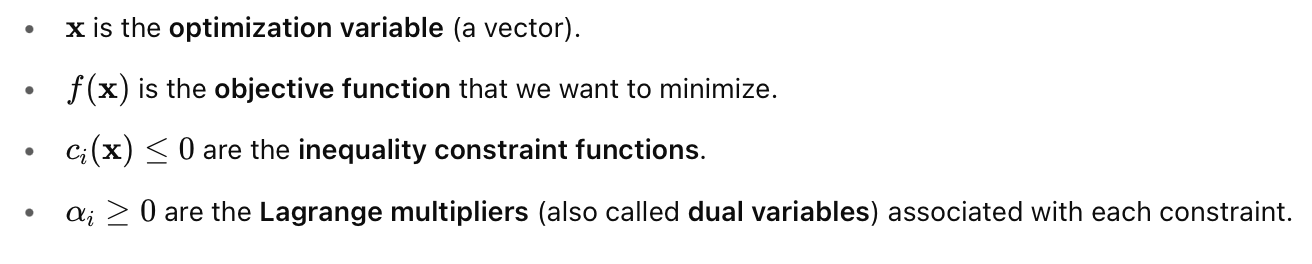 • x is the optimization variable (a vector).
• f(x) is the objective function that we want to minimize.
• cᵢ(x) ≤ 0 are the inequality constraint functions.
• αᵢ ≥ 0 are the Lagrange multipliers (also called dual variables) associated with each constraint.